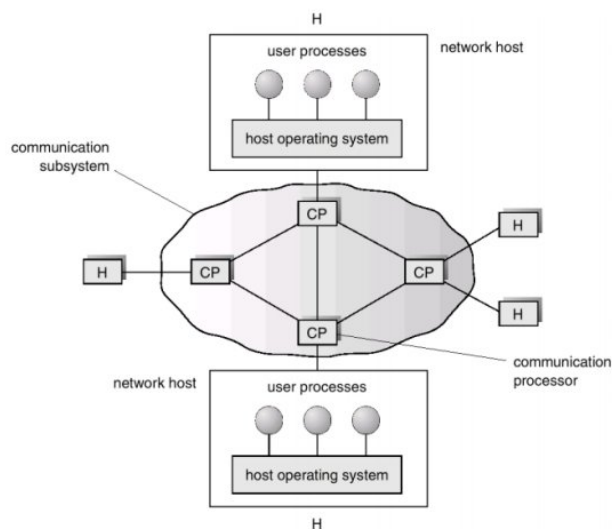 H
user processes
network host
host operating system
communication
subsystem
CP
H
H
CP
CP
H
CP
communication
processor
network host
user processes
host operating system
H